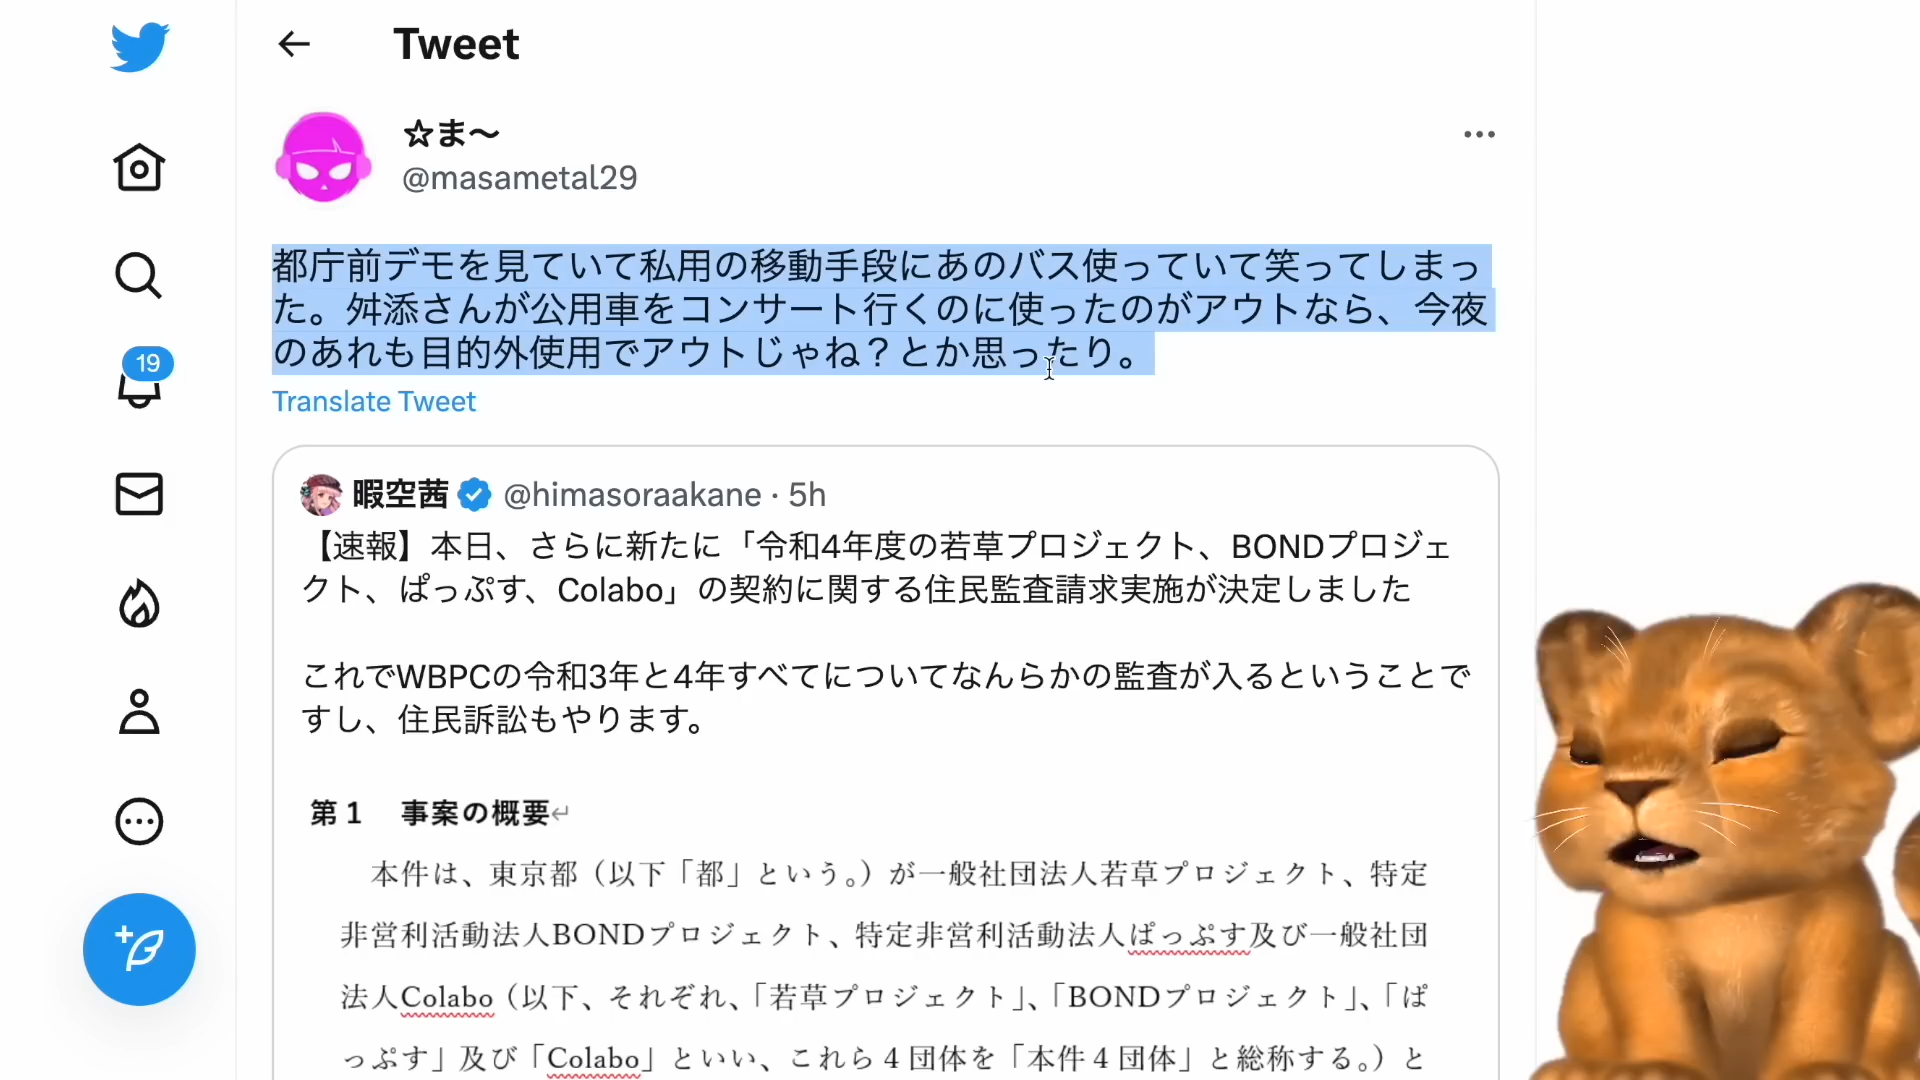 Tweet
☆ま〜
@masametal29
都庁前デモを見ていて私用の移動手段にあのバス使っていて笑ってしまっ
た。舛添さんが公用車をコンサート行くのに使ったのがアウトなら、今夜
のあれも目的外使用でアウトじゃね？とか思ったり。
Translate Tweet
19
暇空茜 @himasoraakane · 5h
【速報】本日、さらに新たに「令和4年度の若草プロジェクト、BONDプロジェ
クト、ぱっぷす、Colabo」の契約に関する住民監査請求実施が決定しました
これでWBPCの令和3年と4年すべてについてなんらかの監査が入るということで
すし、住民訴訟もやります。
第１　事案の概要↵
本件は、東京都（以下「都」という。）が一般社団法人若草プロジェクト、特定
非営利活動法人BONDプロジェクト、特定非営利活動法人ぱっぷす及び一般社団
法人Colabo（以下、それぞれ、「若草プロジェクト」、「BONDプロジェクト」、「ぱ
っぷす」及び「Colabo」といい、これら４団体を「本件４団体」と総称する。）と